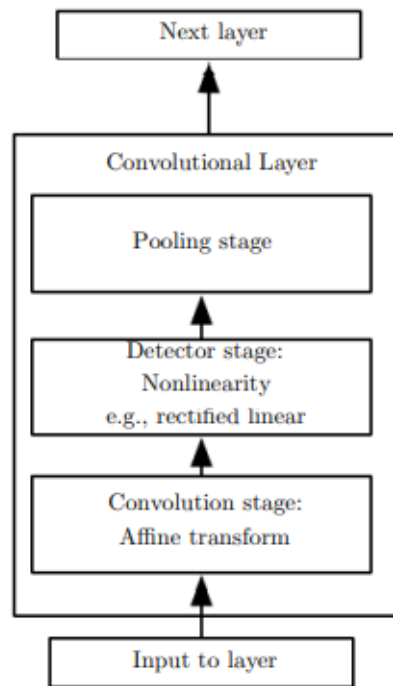 Next layer
Convolutional Layer
Pooling stage
Detector stage:
Nonlinearity
e.g., rectified linear
Convolution stage:
Affine transform
Input to layer